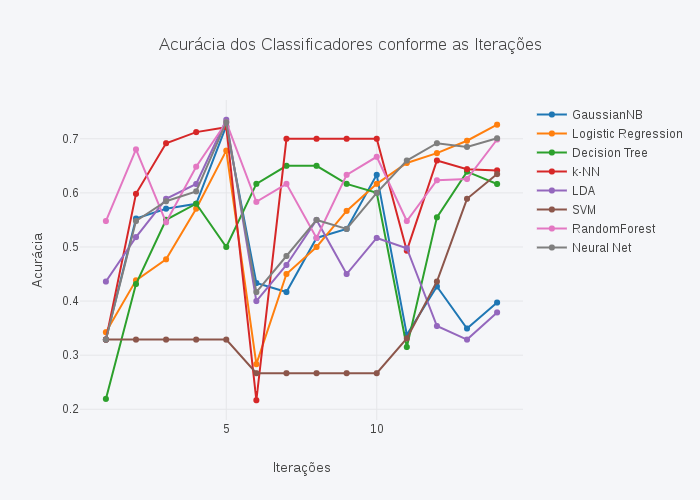 Acurácia dos Classificadores conforme as Iterações
Acurácia
0.7
0.6
0.5
0.4
0.3
0.2
5
10
Iterações
GaussianNB
Logistic Regression
Decision Tree
k-NN
LDA
SVM
RandomForest
Neural Net